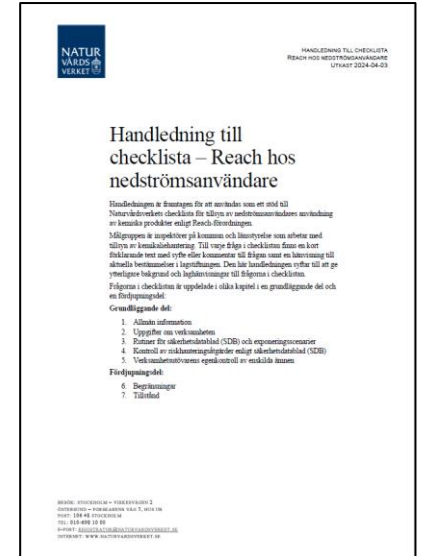 NATUR
VÅRDS
VERKET
HANDLEDNING TILL CHECKLISTA
REACH HOS NEDSTRÖMSANVÄNDARE
UTKAST 2024-04-03
Handledning till
checklista – Reach hos
nedströmsanvändare
Handledningen är framtagen för att användas som ett stöd till
Naturvårdsverkets checklista för tillsyn av nedströmsanvändares användning
av kemiska produkter enligt Reach-förordningen.
Målgruppen är inspektörer på kommun och länsstyrelse som arbetar med
tillsyn av kemikaliehantering. Till varje fråga i checklistan finns en kort
förklarande text med syfte eller kommentar till frågan samt en hänvisning till
aktuella bestämmelser i lagstiftningen. Den här handledningen syftar till att ge
ytterligare bakgrund och laghänvisningar till frågorna i checklistan.
Frågorna i checklistan är uppdelade i olika kapitel i en grundläggande del och
en fördjupningsdel:
Grundläggande del:
1. Allmän information
2. Uppgifter om verksamheten
3. Rutiner för säkerhetsdatablad (SDB) och exponeringsscenarier
4. Kontroll av riskhanteringsåtgärder enligt säkerhetsdatablad (SDB)
5. Verksamhetsutövarens egenkontroll av enskilda ämnen
Fördjupningsdel:
6. Begränsningar
7. Tillstånd
BESÖK: STOCKHOLM – VIRKESVÄGEN 2
ÖSTERSUND – FORSKARENS VÄG 5, HUS UB
POST: 106 48 STOCKHOLM
TEL: 010-698 10 00
E-POST: REGISTRATOR@NATURVARDSVERKET.SE
INTERNET: WWW.NATURVARDSVERKET.SE